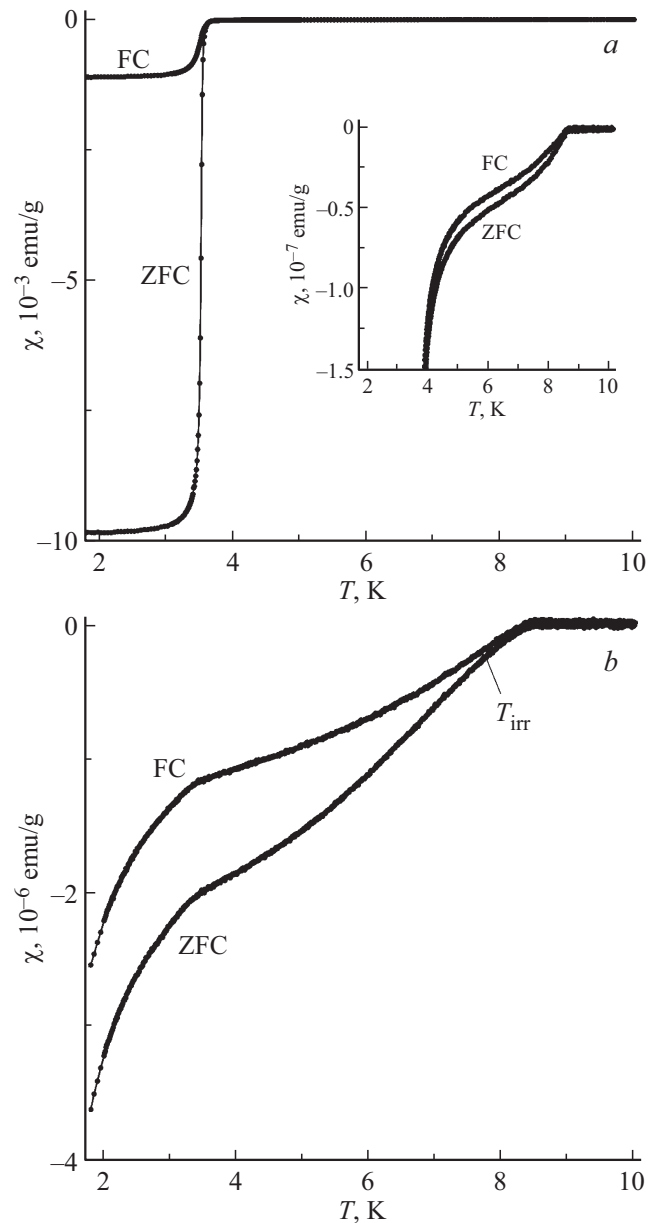 0
FC
a
0
FC
ZFC
–0.5
–1.0
–1.5
χ, 10⁻⁷ emu/g
2 4 6 8 10
T, K
ZFC
–5
χ, 10⁻³ emu/g
–10
2 4 6 8 10
T, K
0
b
T_irr
FC
ZFC
–2
χ, 10⁻⁶ emu/g
–4
2 4 6 8 10
T, K